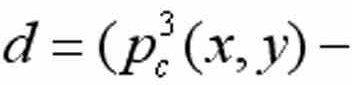 d = (p_c^3(x, y) −